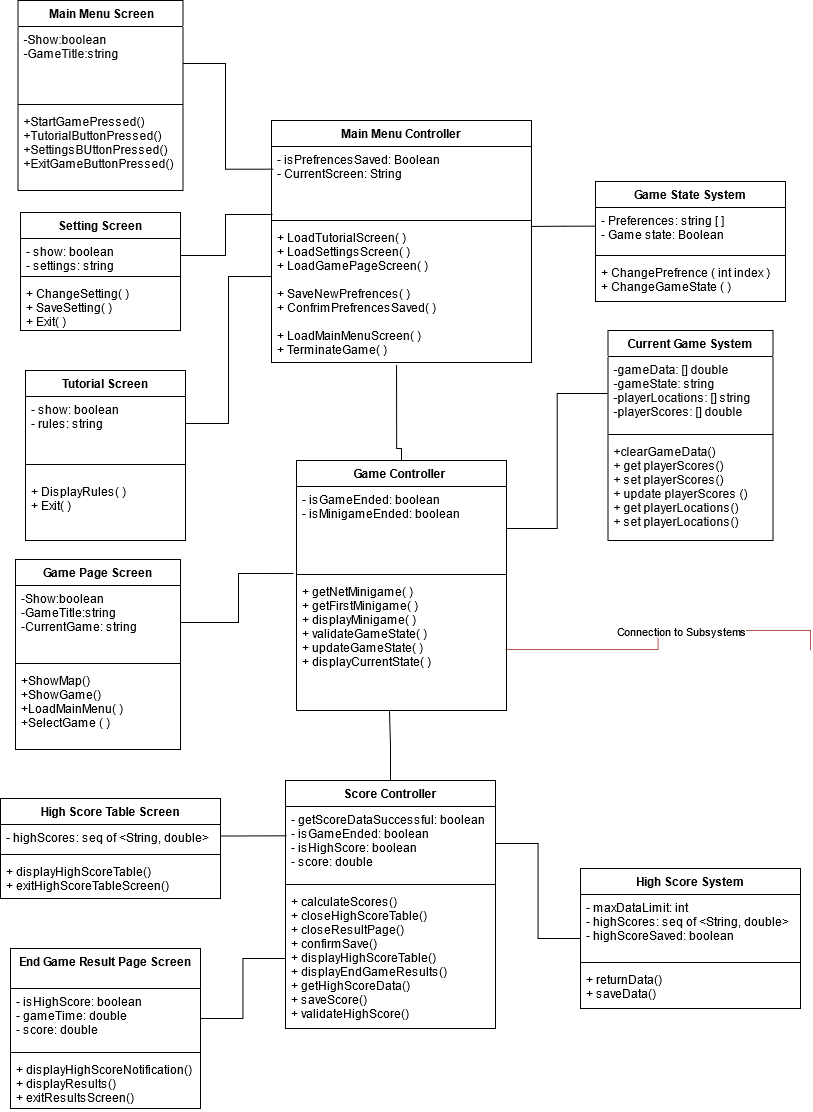 Main Menu Screen
-Show:boolean
-GameTitle:string
+StartGamePressed()
+TutorialButtonPressed()
+SettingsBUttonPressed()
+ExitGameButtonPressed()
Main Menu Controller
- isPrefrencesSaved: Boolean
- CurrentScreen: String
+ LoadTutorialScreen( )
+ LoadSettingsScreen( )
+ LoadGamePageScreen( )
+ SaveNewPrefrences( )
+ ConfrimPrefrencesSaved( )
+ LoadMainMenuScreen( )
+ TerminateGame( )
Game State System
- Preferences: string [ ]
- Game state: Boolean
+ ChangePrefrence ( int index )
+ ChangeGameState ( )
Setting Screen
- show: boolean
- settings: string
+ ChangeSetting( )
+ SaveSetting( )
+ Exit( )
Current Game System
-gameData: [] double
-gameState: string
-playerLocations: [] string
-playerScores: [] double
+clearGameData()
+ get playerScores()
+ set playerScores()
+ update playerScores ()
+ get playerLocations()
+ set playerLocations()
Tutorial Screen
- show: boolean
- rules: string
+ DisplayRules( )
+ Exit( )
Game Controller
- isGameEnded: boolean
- isMinigameEnded: boolean
+ getNetMinigame( )
+ getFirstMinigame( )
+ displayMinigame( )
+ validateGameState( )
+ updateGameState( )
+ displayCurrentState( )
Game Page Screen
-Show:boolean
-GameTitle:string
-CurrentGame: string
+ShowMap()
+ShowGame()
+LoadMainMenu( )
+SelectGame ( )
Connection to Subsystems
Score Controller
- getScoreDataSuccessful: boolean
- isGameEnded: boolean
- isHighScore: boolean
- score: double
+ calculateScores()
+ closeHighScoreTable()
+ closeResultPage()
+ confirmSave()
+ displayHighScoreTable()
+ displayEndGameResults()
+ getHighScoreData()
+ saveScore()
+ validateHighScore()
High Score Table Screen
- highScores: seq of <String, double>
+ displayHighScoreTable()
+ exitHighScoreTableScreen()
High Score System
- maxDataLimit: int
- highScores: seq of <String, double>
- highScoreSaved: boolean
+ returnData()
+ saveData()
End Game Result Page Screen
- isHighScore: boolean
- gameTime: double
- score: double
+ displayHighScoreNotification()
+ displayResults()
+ exitResultsScreen()